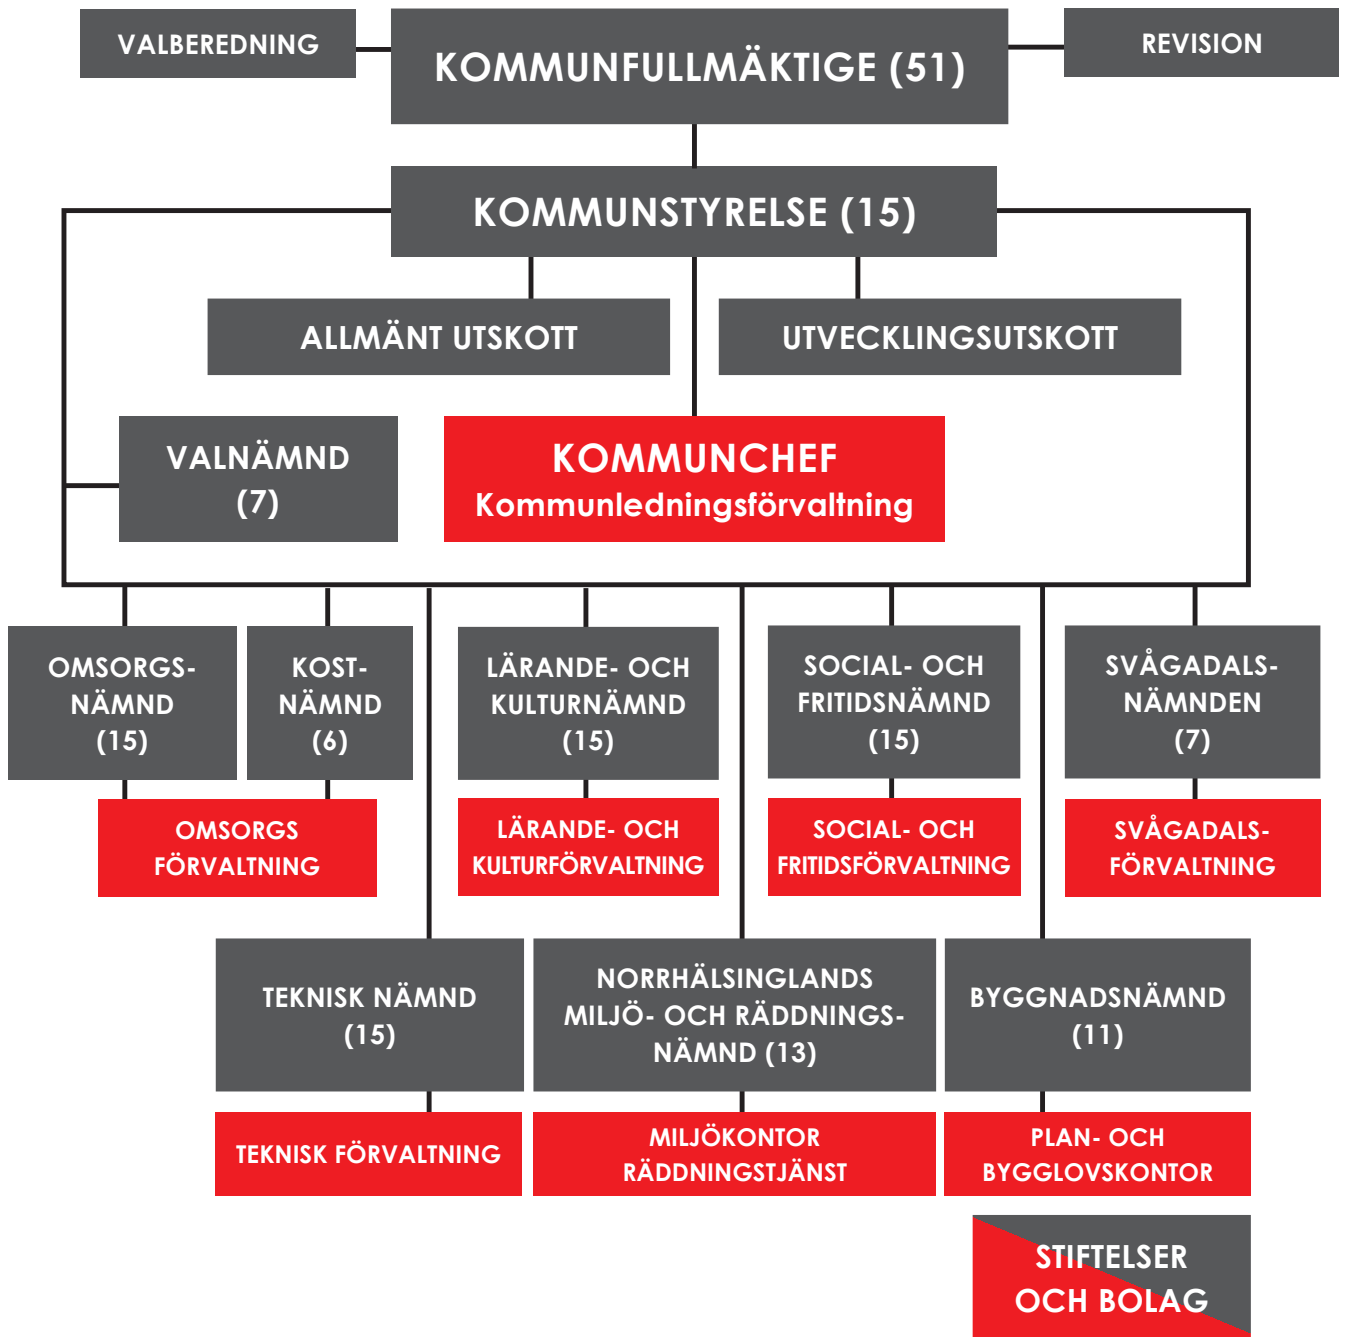 VALBEREDNING
KOMMUNFULLMÄKTIGE (51)
REVISION
KOMMUNSTYRELSE (15)
ALLMÄNT UTSKOTT
UTVECKLINGSUTSKOTT
VALNÄMND
(7)
KOMMUNCHEF
Kommunledningsförvaltning
OMSORGS-
NÄMND
(15)
KOST-
NÄMND
(6)
LÄRANDE- OCH
KULTURNÄMND
(15)
SOCIAL- OCH
FRITIDSNÄMND
(15)
SVÅGADALS-
NÄMNDEN
(7)
OMSORGS
FÖRVALTNING
LÄRANDE- OCH
KULTURFÖRVALTNING
SOCIAL- OCH
FRITIDSFÖRVALTNING
SVÅGADALS-
FÖRVALTNING
TEKNISK NÄMND
(15)
NORRHÄLSINGLANDS
MILJÖ- OCH RÄDDNINGS-
NÄMND (13)
BYGGNADSNÄMND
(11)
TEKNISK FÖRVALTNING
MILJÖKONTOR
RÄDDNINGSTJÄNST
PLAN- OCH
BYGGLOVSKONTOR
STIFTELSER
OCH BOLAG